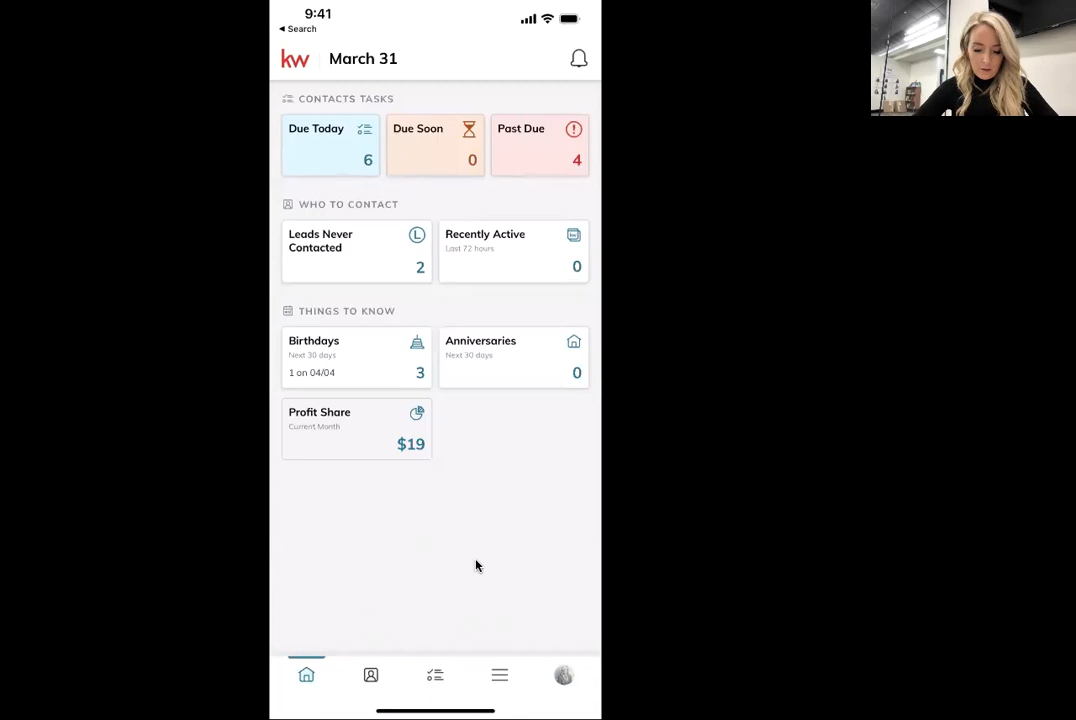 9:41
Search
kw
March 31
CONTACTS TASKS
Due Today
6
Due Soon
0
Past Due
4
WHO TO CONTACT
Leads Never
Contacted
2
Recently Active
Last 72 hours
0
THINGS TO KNOW
Birthdays
Next 30 days
1 on 04/04
3
Anniversaries
Next 30 days
0
Profit Share
Current Month
$19